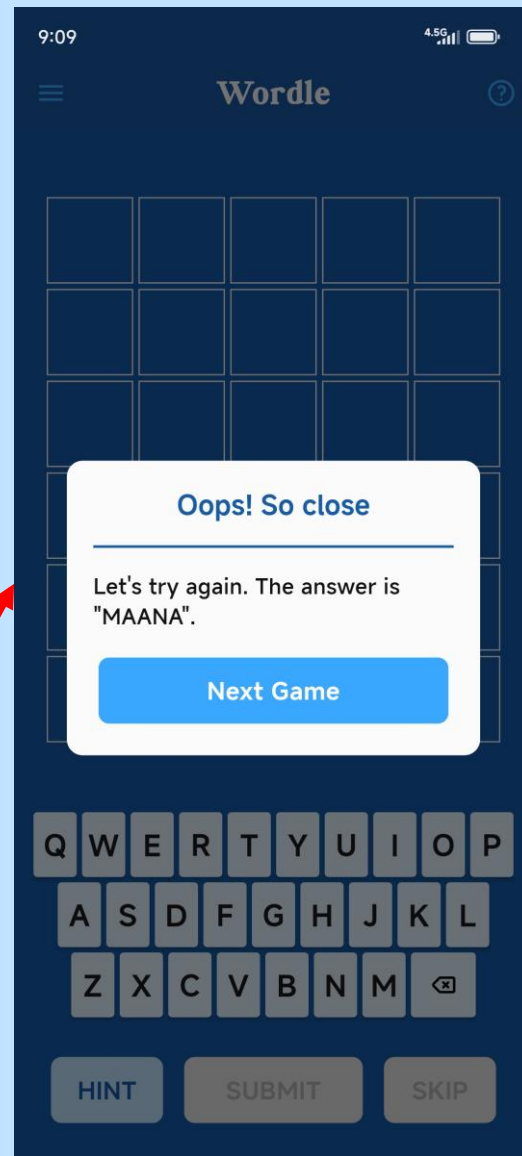 9:09
4.5G
Wordle
?
Oops! So close
Let's try again. The answer is
"MAANA".
Next Game
Q W E R T Y U I O P
A S D F G H J K L
Z X C V B N M
HINT SUBMIT SKIP